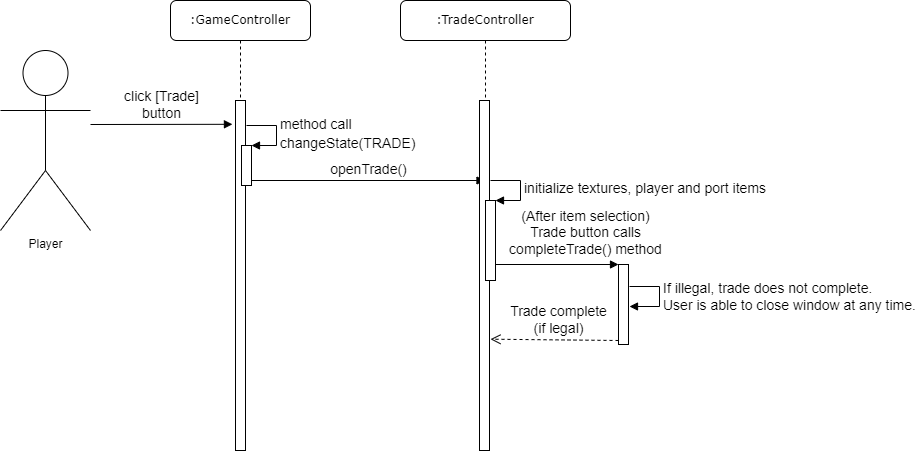 :GameController
:TradeController
click [Trade]
button
method call
changeState(TRADE)
openTrade()
initialize textures, player and port items
(After item selection)
Trade button calls
completeTrade() method
Player
If illegal, trade does not complete.
User is able to close window at any time.
Trade complete
(if legal)